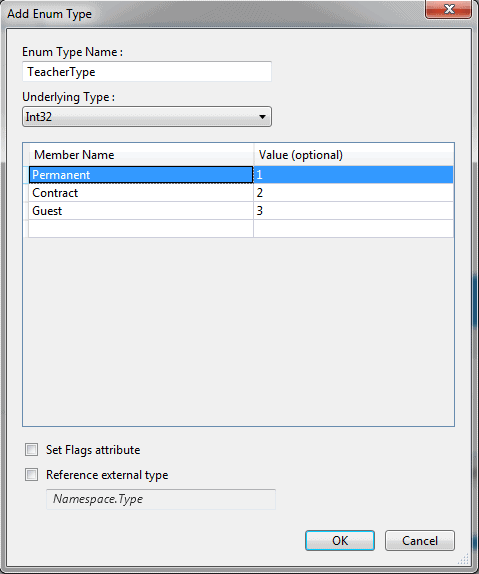 Add Enum Type
Enum Type Name :
TeacherType
Underlying Type :
Int32
Member Name Value (optional)
Permanent 1
Contract 2
Guest 3
Set Flags attribute
Reference external type
Namespace.Type
OK Cancel